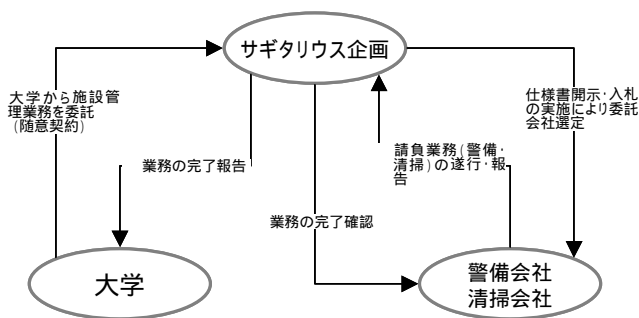 サギタリウス企画
大学から施設管
理業務を委託
(随意契約)
仕様書開示・入札
の実施により委託
会社選定
請負業務(警備・
清掃)の遂行・報
告
業務の完了報告
業務の完了確認
大学
警備会社
清掃会社